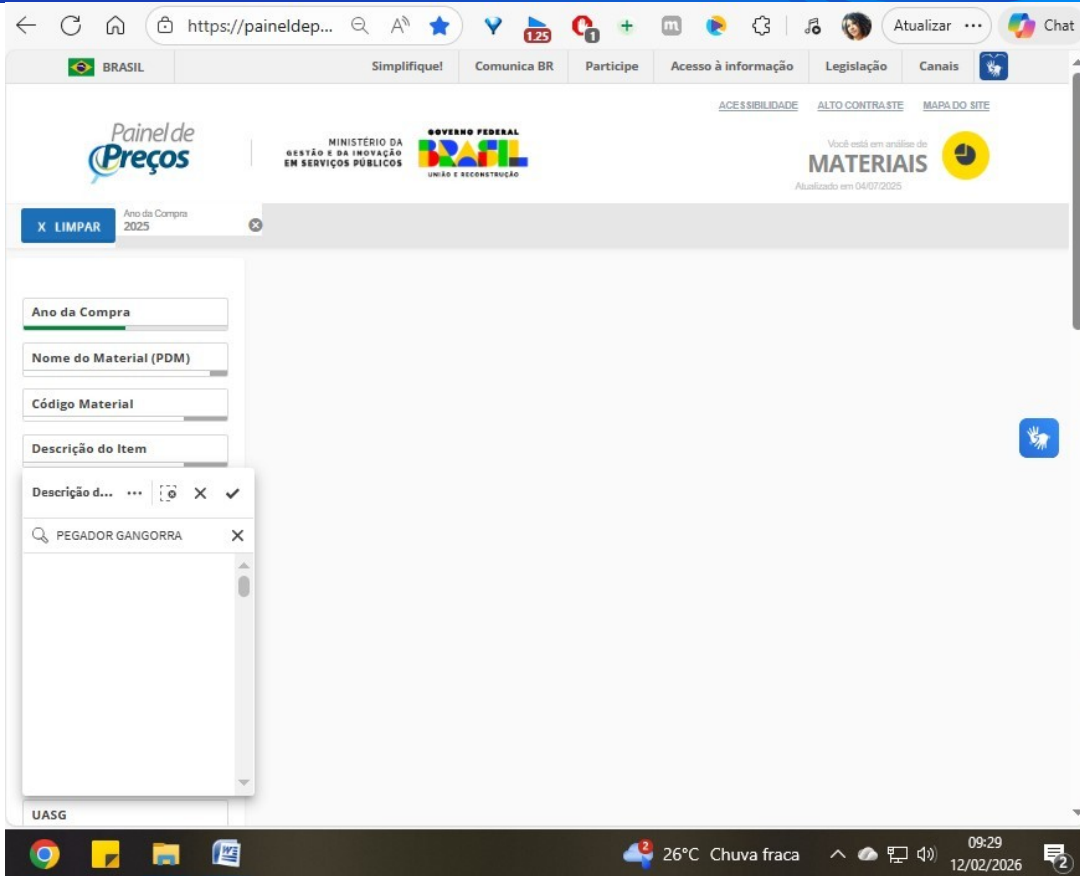 https://paineldep...
A
1.25
1
m
Atualizar ...
Chat
BRASIL
Simplifique!
Comunica BR
Participe
Acesso à informação
Legislação
Canais
ACESSIBILIDADE
ALTO CONTRASTE
MAPA DO SITE
Painel de
Preços
MINISTÉRIO DA
GESTÃO E DA INOVAÇÃO
EM SERVIÇOS PÚBLICOS
GOVERNO FEDERAL
BRASIL
UNIÃO E RECONSTRUÇÃO
Você está em análise de
MATERIAIS
Atualizado em 04/07/2025
X LIMPAR
Ano da Compra
2025
Ano da Compra
Nome do Material (PDM)
Código Material
Descrição do Item
Descrição d... ...
PEGADOR GANGORRA
UASG
2
26°C Chuva fraca
09:29
12/02/2026
2